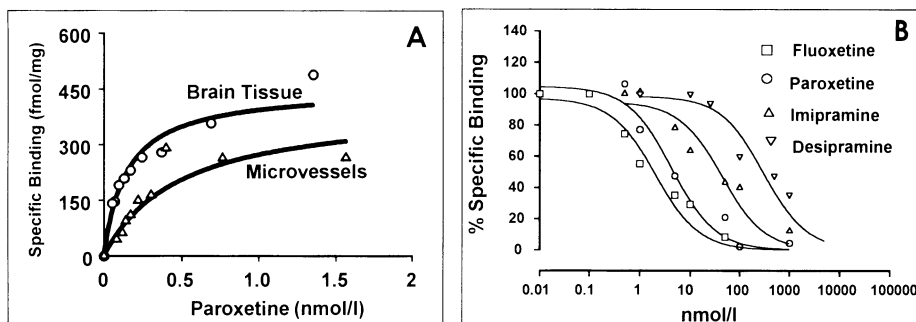 A
600
450
300
150
0
Specific Binding (fmol/mg)
Brain Tissue
Microvessels
0 0.5 1.0 1.5 2
Paroxetine (nmol/l)
B
140
120
100
80
60
40
20
0
% Specific Binding
Fluoxetine
Paroxetine
Imipramine
Desipramine
0.01 0.1 1 10 100 1000 10000 100000
nmol/l